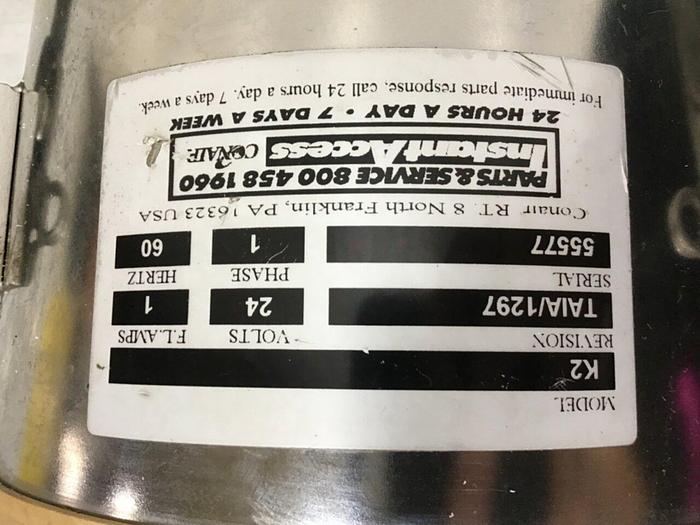 MODEL
K2
REVISION VOLTS F.L.AMPS
TAIA/1297 24 1
SERIAL PHASE HERTZ
55577 1 60
Conair RT. 8 North Franklin, PA 16323 USA
PARTS & SERVICE 800 458 1960
Instant Access CONAIR
24 HOURS A DAY • 7 DAYS A WEEK
For immediate parts response, call 24 hours a day, 7 days a week.